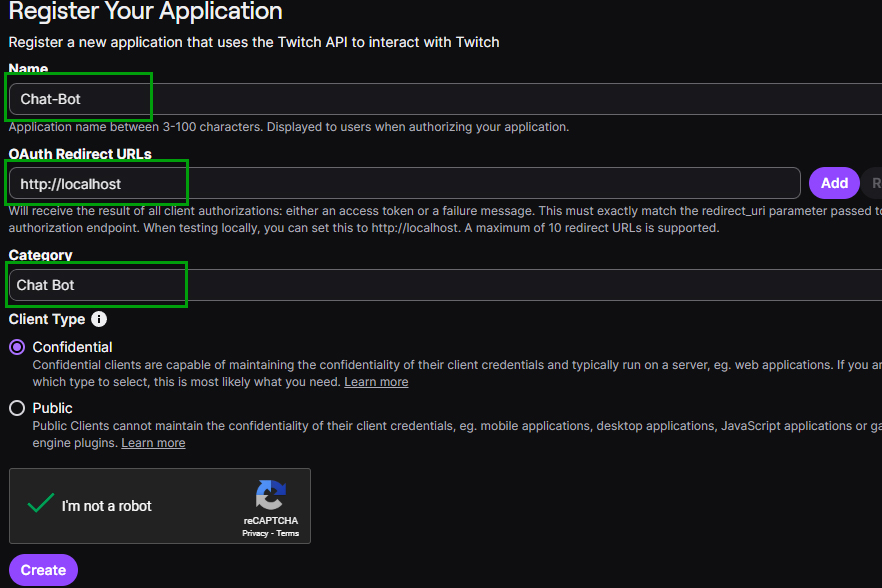 Register Your Application
Register a new application that uses the Twitch API to interact with Twitch
Name
Chat-Bot
Application name between 3-100 characters. Displayed to users when authorizing your application.
OAuth Redirect URLs
http://localhost
Add
R
Will receive the result of all client authorizations: either an access token or a failure message. This must exactly match the redirect_uri parameter passed to
authorization endpoint. When testing locally, you can set this to http://localhost. A maximum of 10 redirect URLs is supported.
Category
Chat Bot
Client Type
Confidential
Confidential clients are capable of maintaining the confidentiality of their client credentials and typically run on a server, eg. web applications. If you ar
which type to select, this is most likely what you need. Learn more
Public
Public Clients cannot maintain the confidentiality of their client credentials, eg. mobile applications, desktop applications, JavaScript applications or ga
engine plugins. Learn more
I'm not a robot
reCAPTCHA
Privacy - Terms
Create